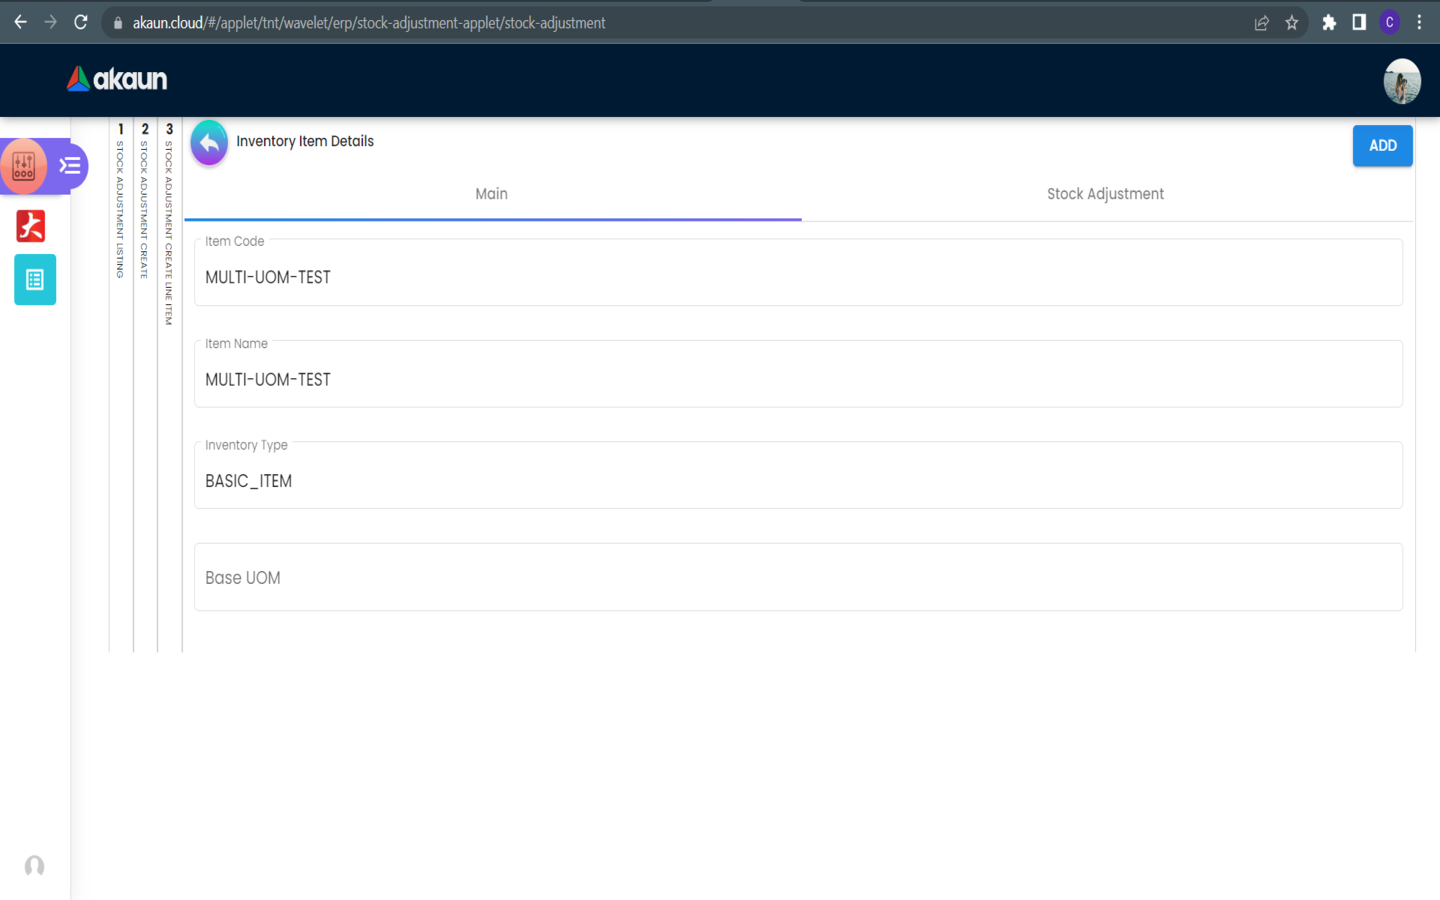 akaun.cloud/#/applet/tnt/wavelet/erp/stock-adjustment-applet/stock-adjustment
C
akaun
1 STOCK ADJUSTMENT LISTING
2 STOCK ADJUSTMENT CREATE
3 STOCK ADJUSTMENT CREATE LINE ITEM
Inventory Item Details
ADD
Main
Stock Adjustment
Item Code
MULTI-UOM-TEST
Item Name
MULTI-UOM-TEST
Inventory Type
BASIC_ITEM
Base UOM